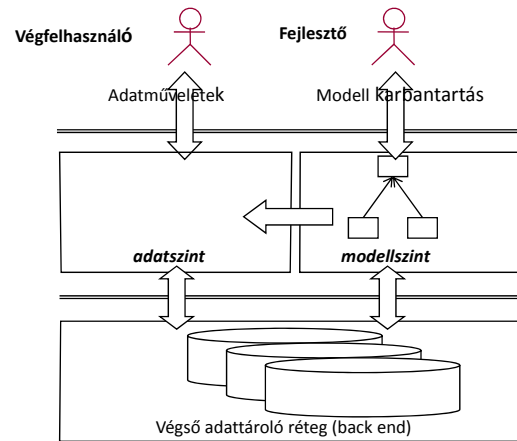 Végfelhasználó
Fejlesztő
Adatműveletek
Modell karbantartás
adatszint
modellszint
Végső adattároló réteg (back end)